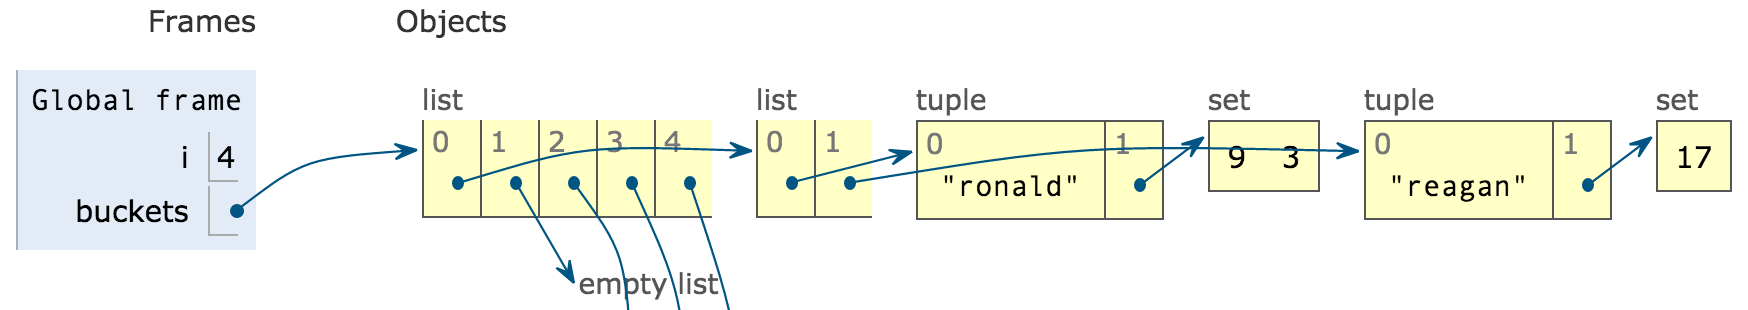 Frames Objects
list list tuple set tuple set
Global frame
0 1 2 3 4 0 1 0 1 9 3 0 1 17
i 4
"ronald" "reagan"
buckets
empty list